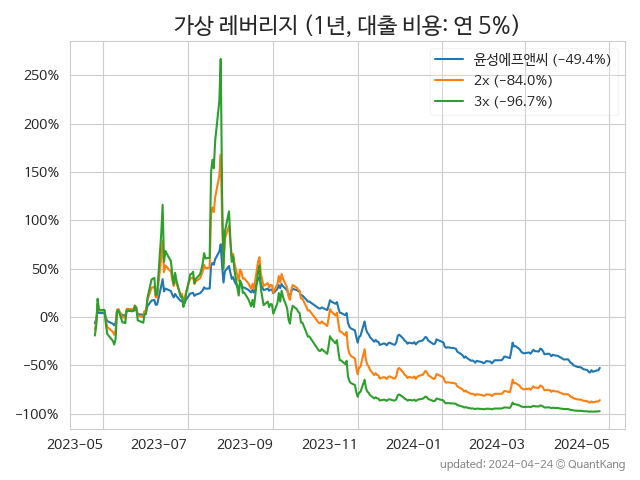 가상 레버리지 (1년, 대출 비용: 연 5%)
윤성에프앤씨 (-49.4%)
2x (-84.0%)
3x (-96.7%)
250%
200%
150%
100%
50%
0%
-50%
-100%
2023-05 2023-07 2023-09 2023-11 2024-01 2024-03 2024-05
updated: 2024-04-24 © QuantKang